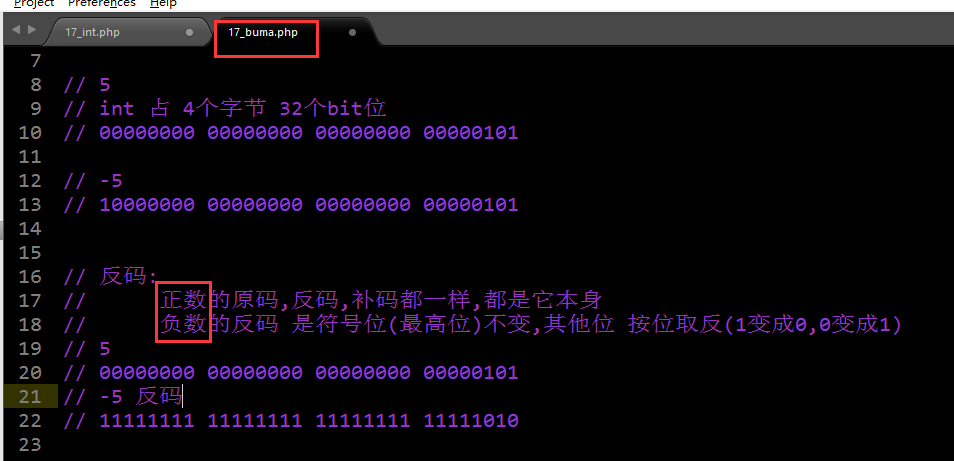 Project Preferences Help
17_int.php 17_buma.php
7
8 // 5
9 // int 占 4个字节 32个bit位
10 // 00000000 00000000 00000000 00000101
11
12 // -5
13 // 10000000 00000000 00000000 00000101
14
15
16 // 反码:
17 // 正数的原码,反码,补码都一样,都是它本身
18 // 负数的反码 是符号位(最高位)不变,其他位 按位取反(1变成0,0变成1)
19 // 5
20 // 00000000 00000000 00000000 00000101
21 // -5 反码
22 // 11111111 11111111 11111111 11111010
23